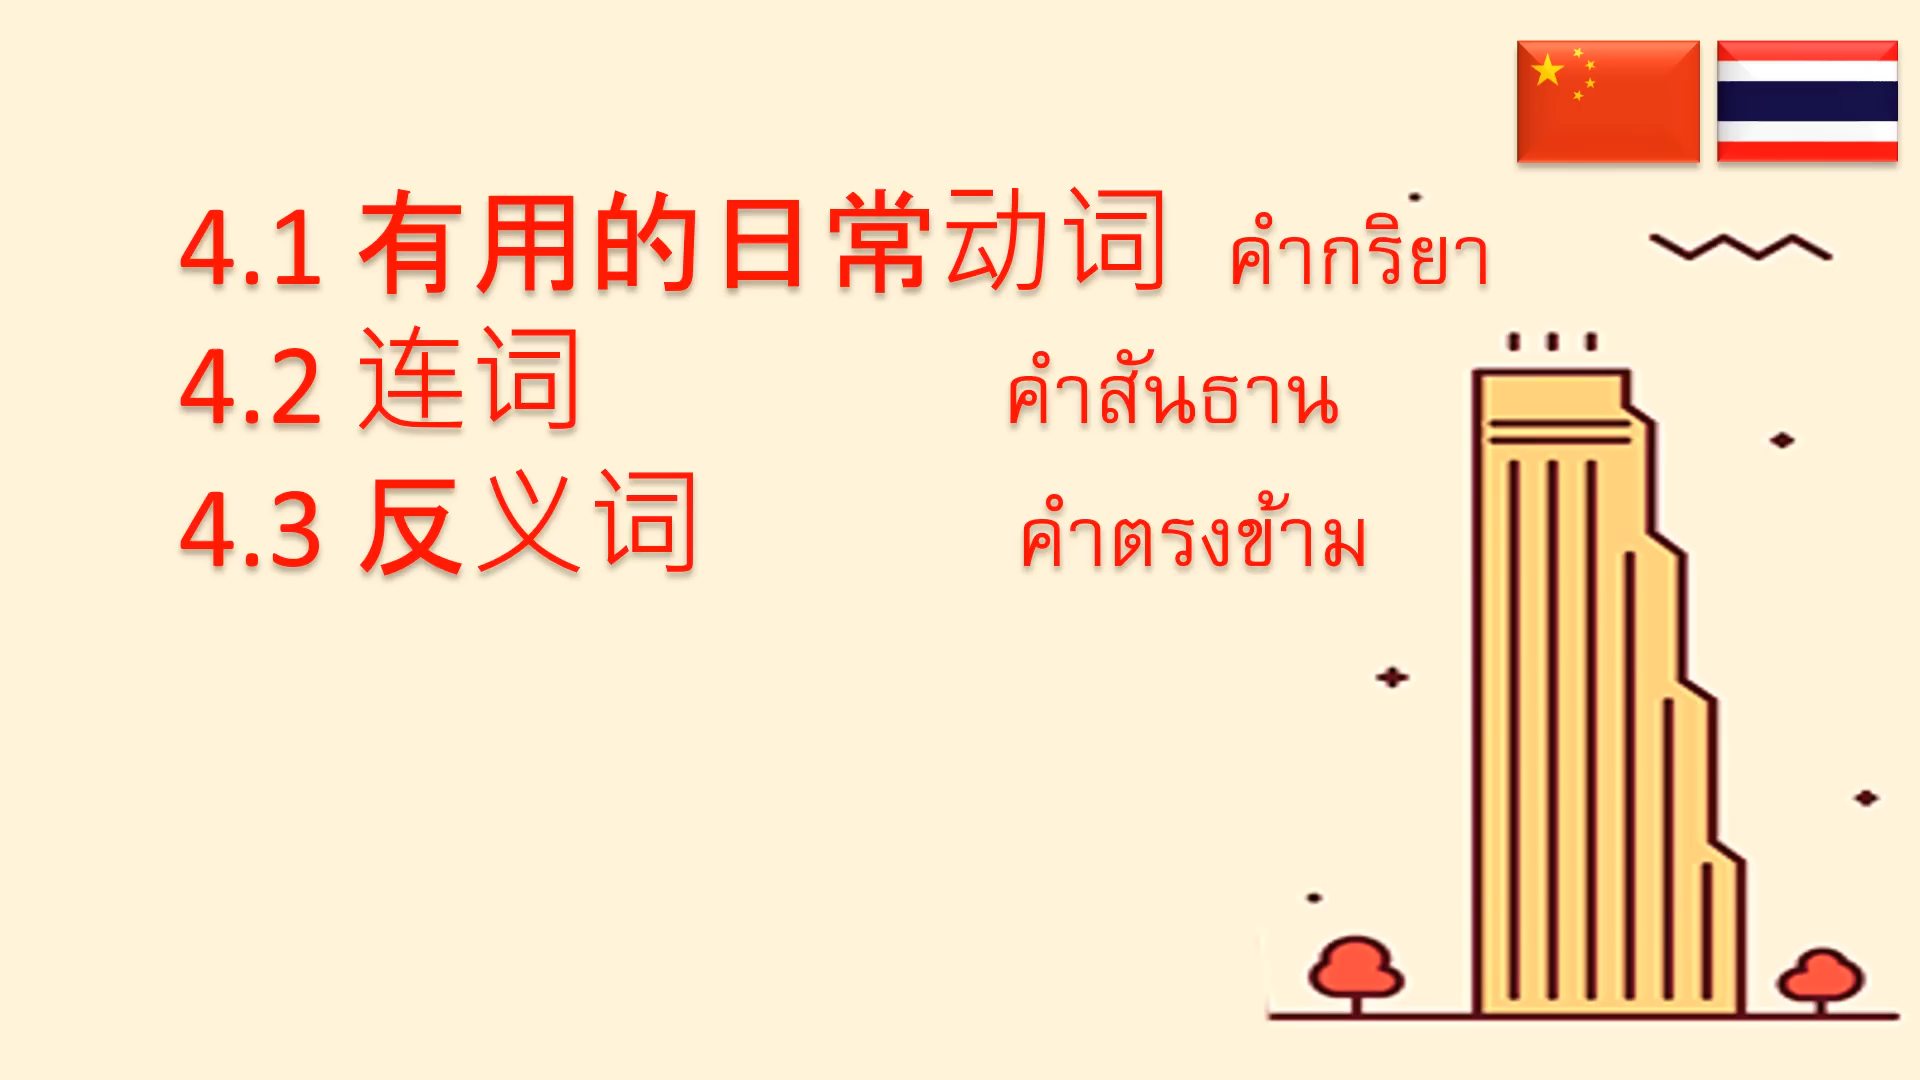 4.1 有用的日常动词 คำกริยา
4.2 连词 คำสันธาน
4.3 反义词 คำตรงข้าม